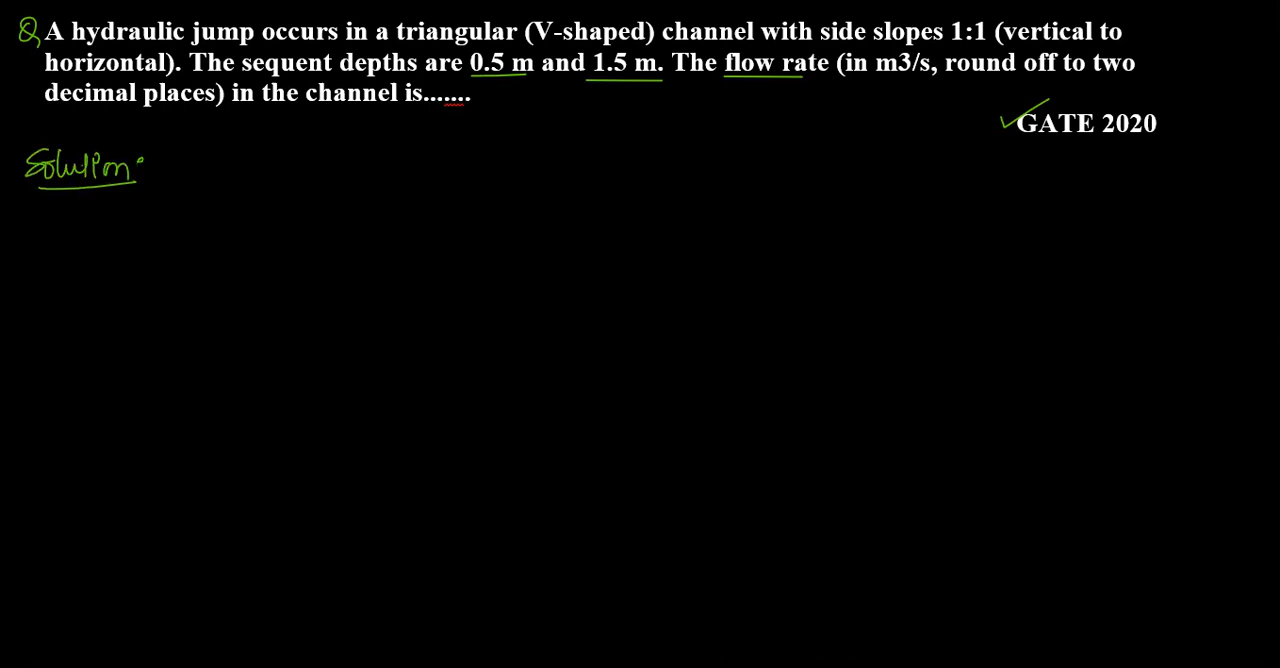 Q, A hydraulic jump occurs in a triangular (V-shaped) channel with side slopes 1:1 (vertical to
horizontal). The sequent depths are 0.5 m and 1.5 m. The flow rate (in m3/s, round off to two
decimal places) in the channel is.......
GATE 2020
Solution: